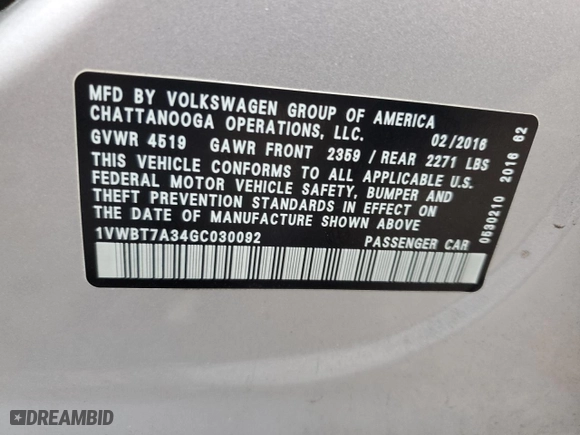 MFD BY VOLKSWAGEN GROUP OF AMERICA
CHATTANOOGA OPERATIONS, LLC.
02/2016
GVWR 4519 GAWR FRONT 2359 / REAR 2271 LBS
THIS VEHICLE CONFORMS TO ALL APPLICABLE U.S.
FEDERAL MOTOR VEHICLE SAFETY, BUMPER AND
THEFT PREVENTION STANDARDS IN EFFECT ON
THE DATE OF MANUFACTURE SHOWN ABOVE
1VWBT7A34GC030092
PASSENGER CAR
0530210 2016 62
DREAMBID